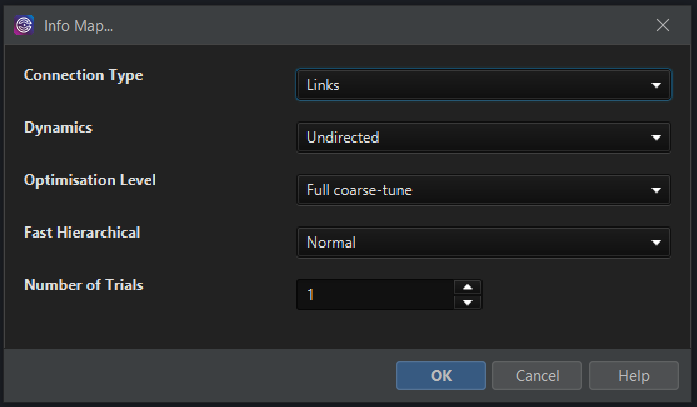 Info Map...
Connection Type
Links
Dynamics
Undirected
Optimisation Level
Full coarse-tune
Fast Hierarchical
Normal
Number of Trials
1
OK
Cancel
Help